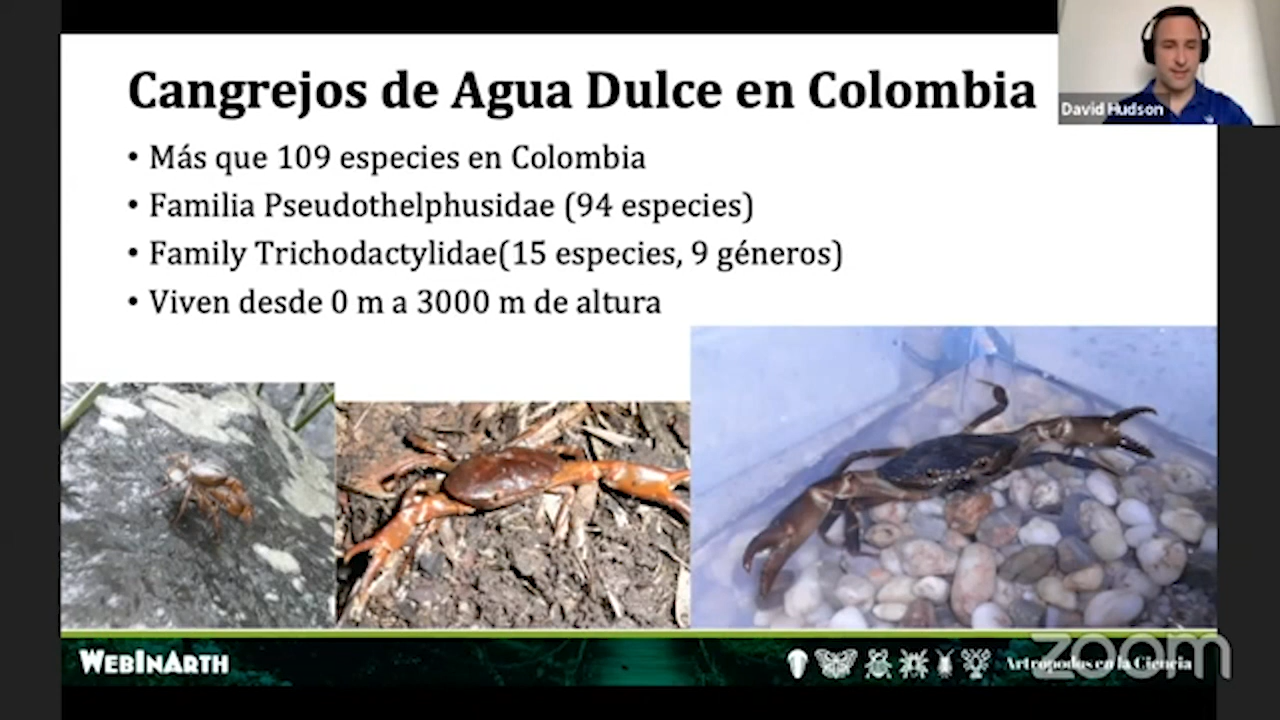 Cangrejos de Agua Dulce en Colombia
David Hudson
• Más que 109 especies en Colombia
• Familia Pseudothelphusidae (94 especies)
• Family Trichodactylidae(15 especies, 9 géneros)
• Viven desde 0 m a 3000 m de altura
WEBINARTH
Artropodos en la Ciencia
zoom